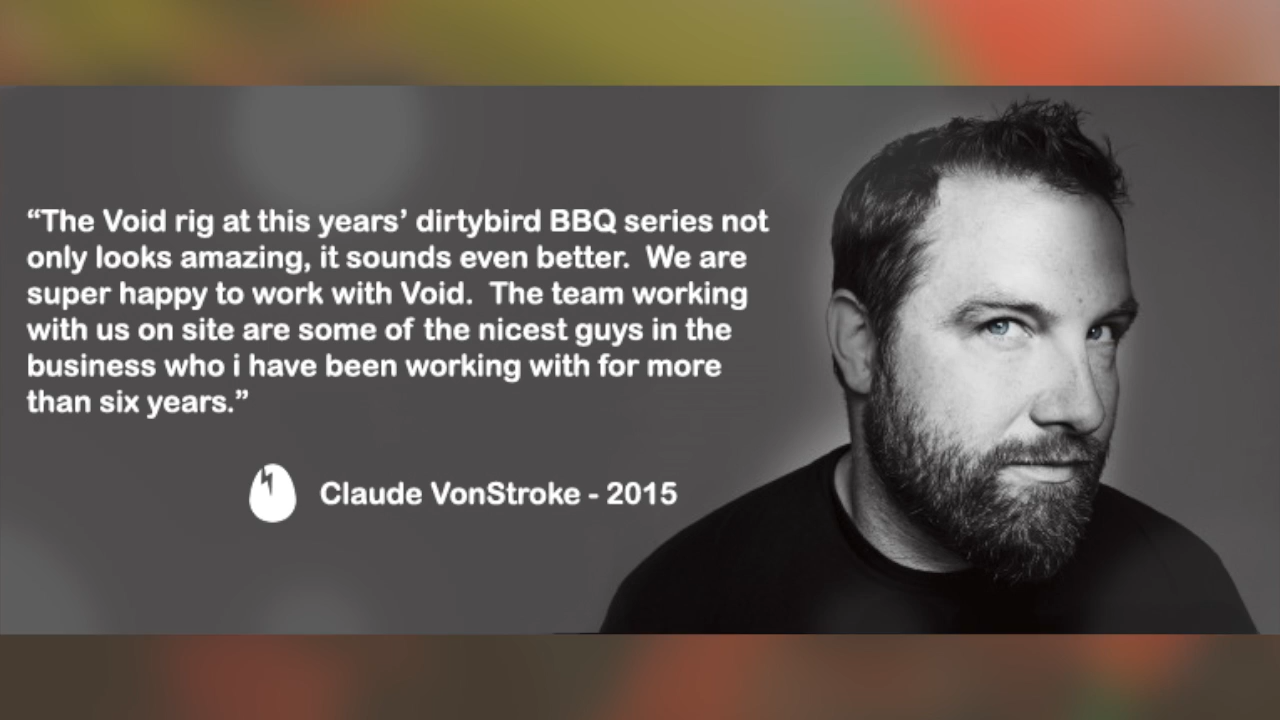 “The Void rig at this years’ dirtybird BBQ series not
only looks amazing, it sounds even better.  We are
super happy to work with Void.  The team working
with us on site are some of the nicest guys in the
business who i have been working with for more
than six years.”
Claude VonStroke - 2015